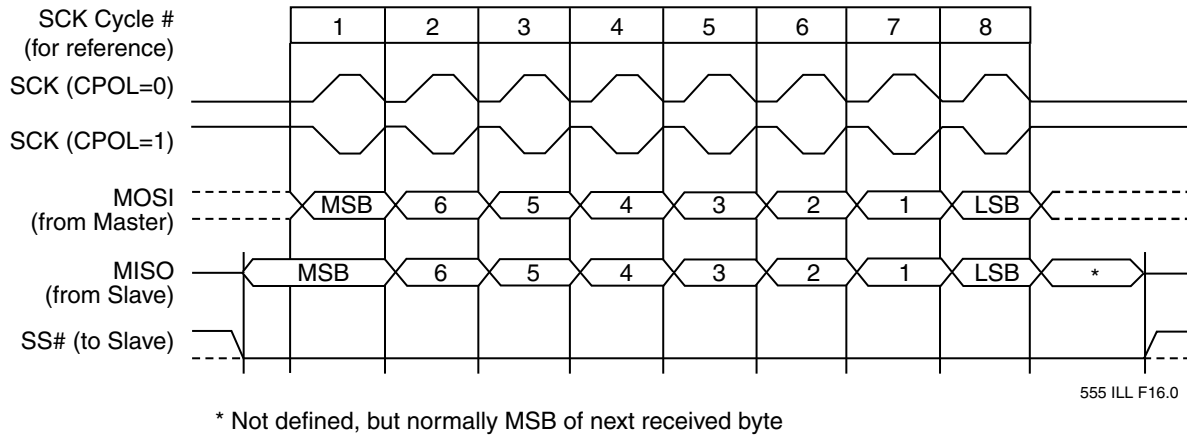 SCK Cycle #
(for reference)
1 2 3 4 5 6 7 8
SCK (CPOL=0)
SCK (CPOL=1)
MOSI
(from Master)
MSB 6 5 4 3 2 1 LSB
MISO
(from Slave)
MSB 6 5 4 3 2 1 LSB *
SS# (to Slave)
555 ILL F16.0
* Not defined, but normally MSB of next received byte